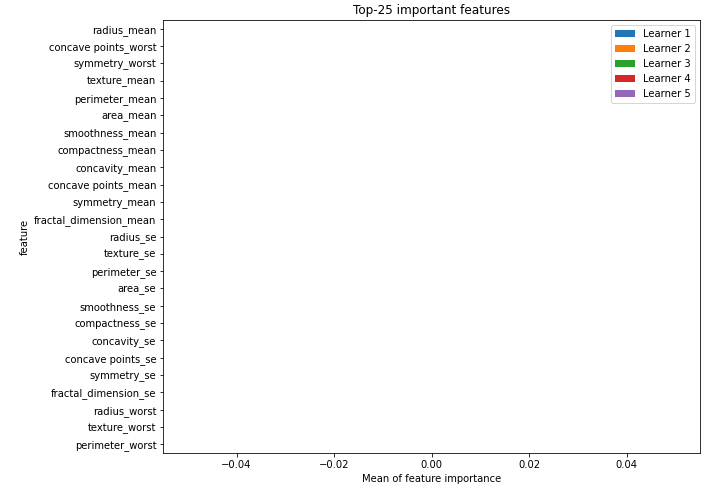 Top-25 important features
radius_mean
concave points_worst
symmetry_worst
texture_mean
perimeter_mean
area_mean
smoothness_mean
compactness_mean
concavity_mean
concave points_mean
symmetry_mean
fractal_dimension_mean
radius_se
texture_se
perimeter_se
area_se
smoothness_se
compactness_se
concavity_se
concave points_se
symmetry_se
fractal_dimension_se
radius_worst
texture_worst
perimeter_worst
feature
Learner 1
Learner 2
Learner 3
Learner 4
Learner 5
−0.04 −0.02 0.00 0.02 0.04
Mean of feature importance